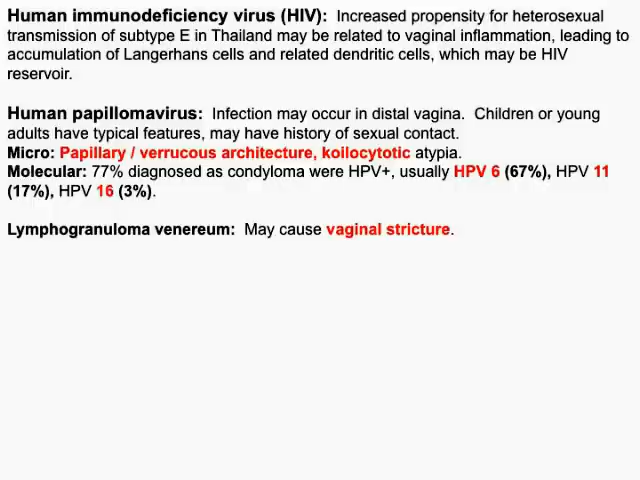 Human immunodeficiency virus (HIV): Increased propensity for heterosexual
transmission of subtype E in Thailand may be related to vaginal inflammation, leading to
accumulation of Langerhans cells and related dendritic cells, which may be HIV
reservoir.
Human papillomavirus: Infection may occur in distal vagina. Children or young
adults have typical features, may have history of sexual contact.
Micro: Papillary / verrucous architecture, koilocytotic atypia.
Molecular: 77% diagnosed as condyloma were HPV+, usually HPV 6 (67%), HPV 11
(17%), HPV 16 (3%).
Lymphogranuloma venereum: May cause vaginal stricture.